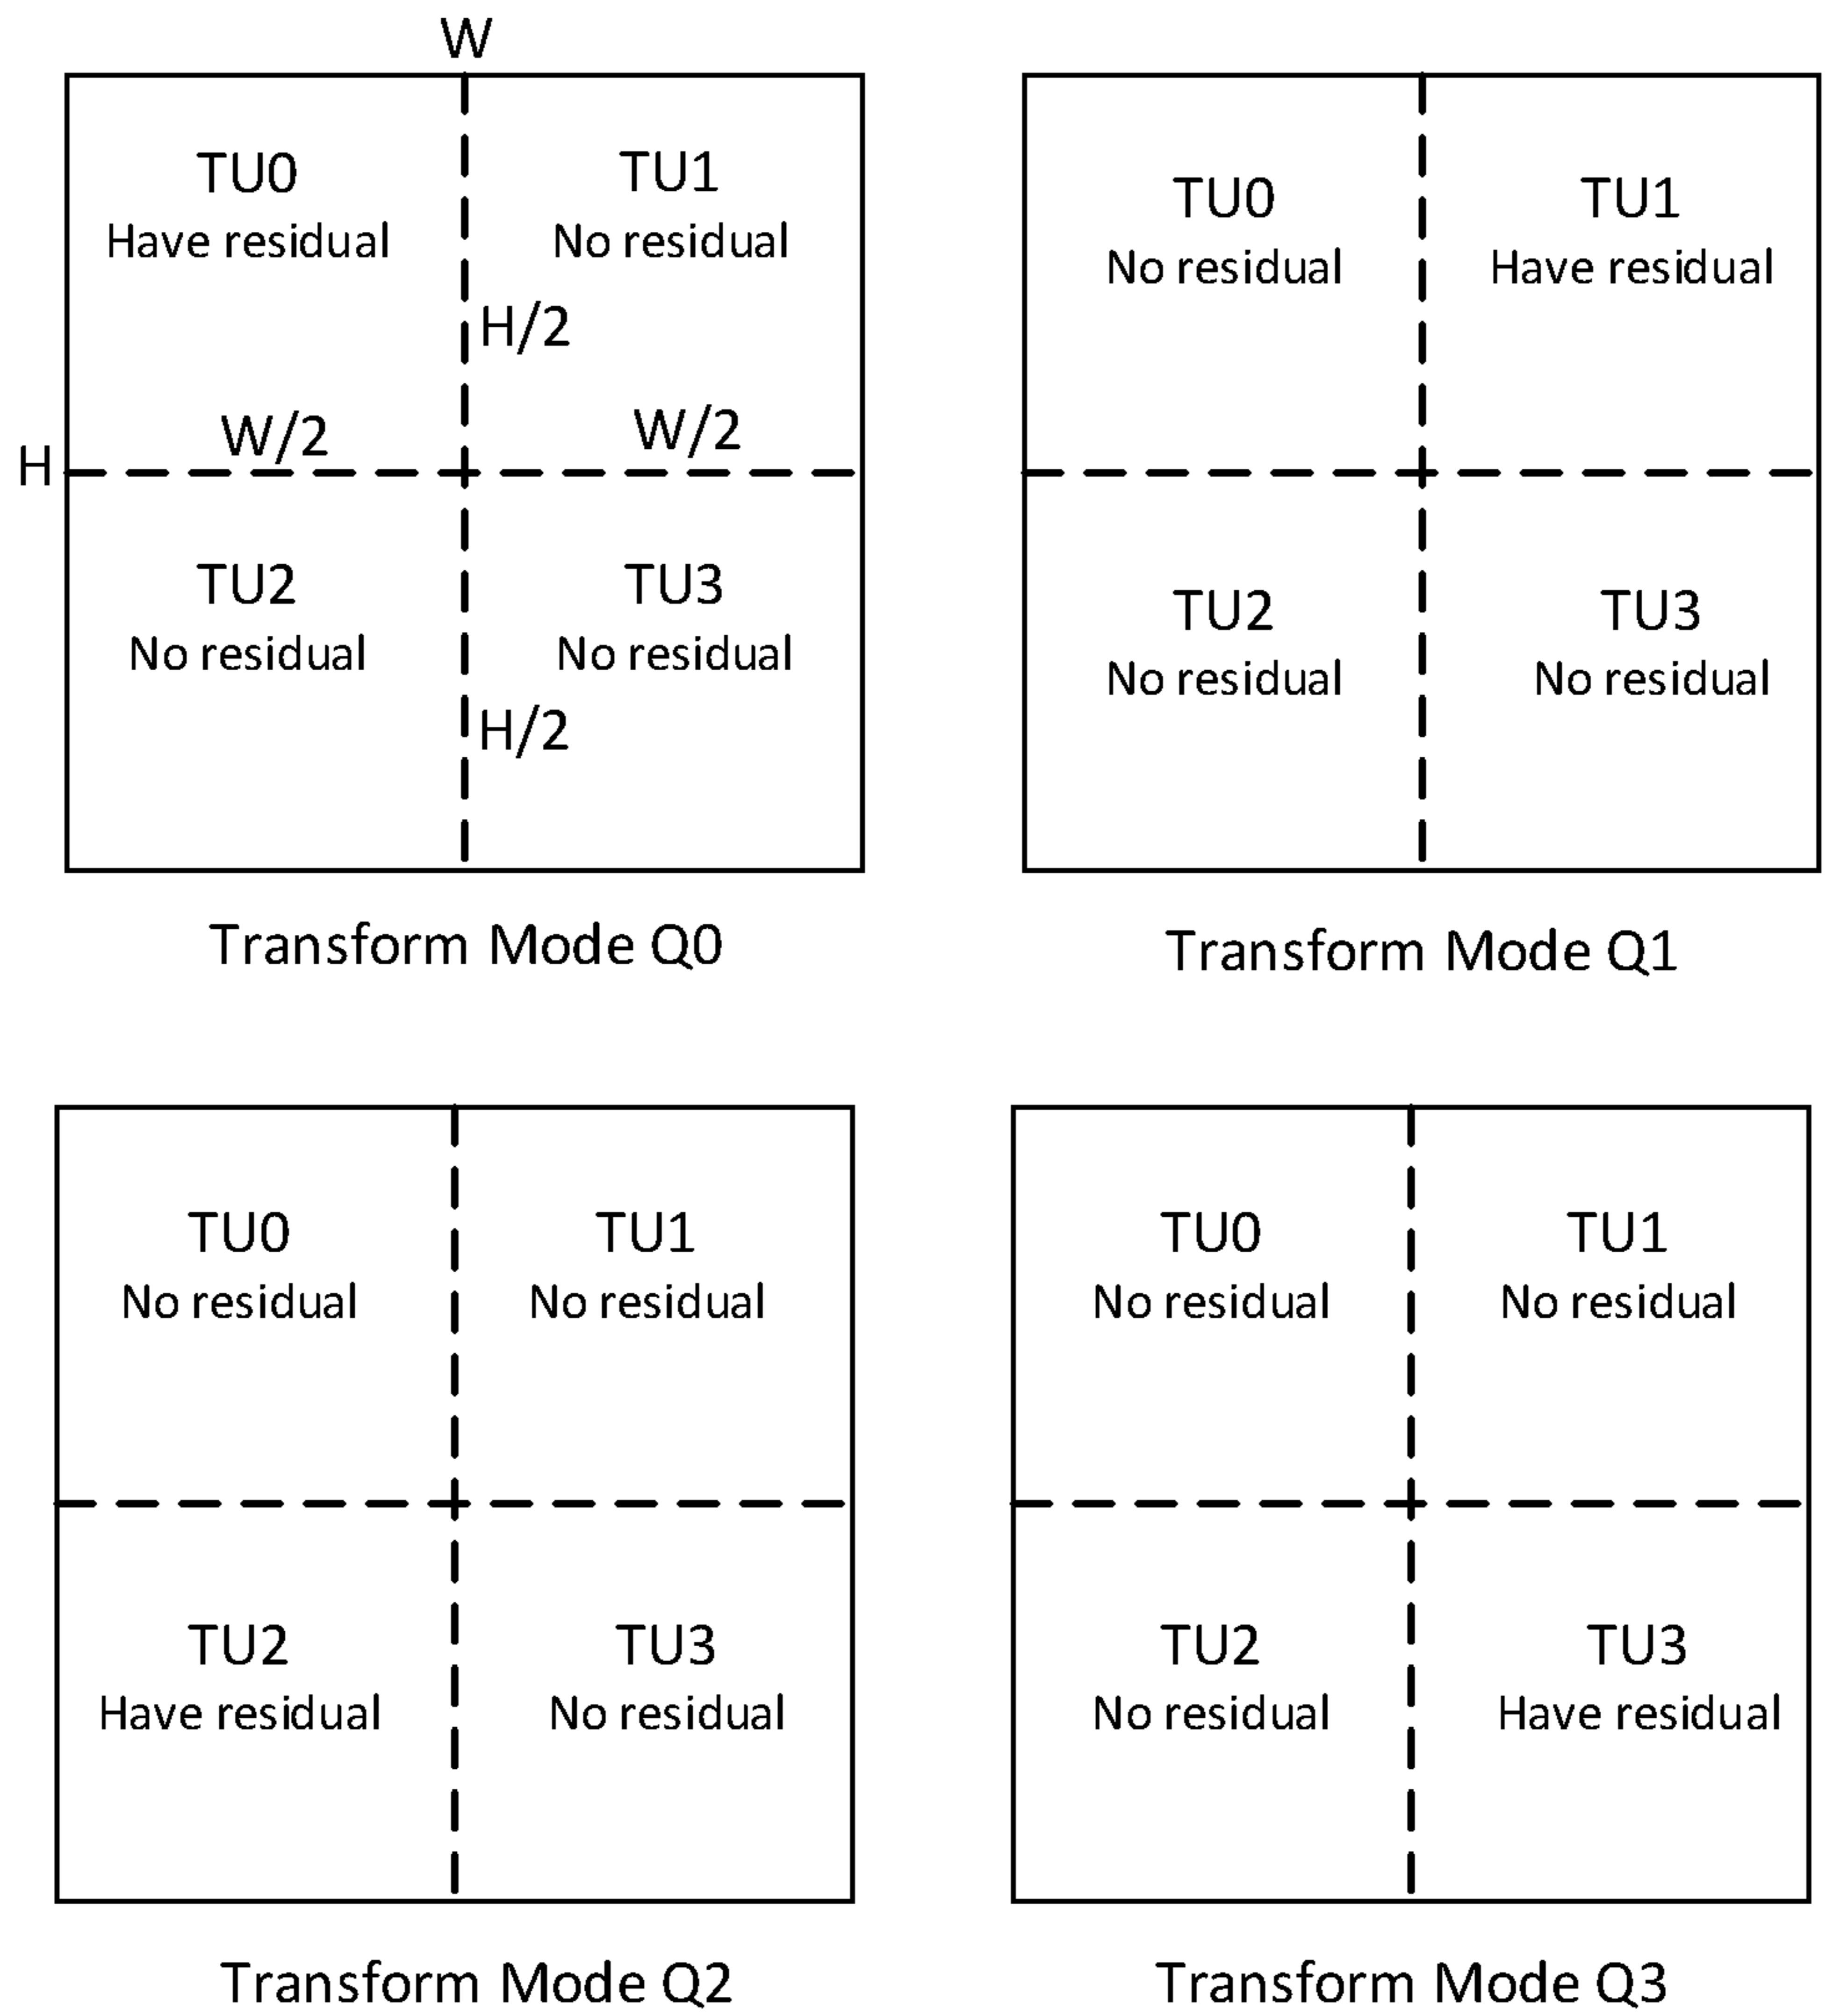 W
TU0
Have residual
TU1
No residual
H/2
W/2
W/2
H
TU2
No residual
TU3
No residual
H/2
Transform Mode Q0
TU0
No residual
TU1
Have residual
TU2
No residual
TU3
No residual
Transform Mode Q1
TU0
No residual
TU1
No residual
TU2
Have residual
TU3
No residual
Transform Mode Q2
TU0
No residual
TU1
No residual
TU2
No residual
TU3
Have residual
Transform Mode Q3